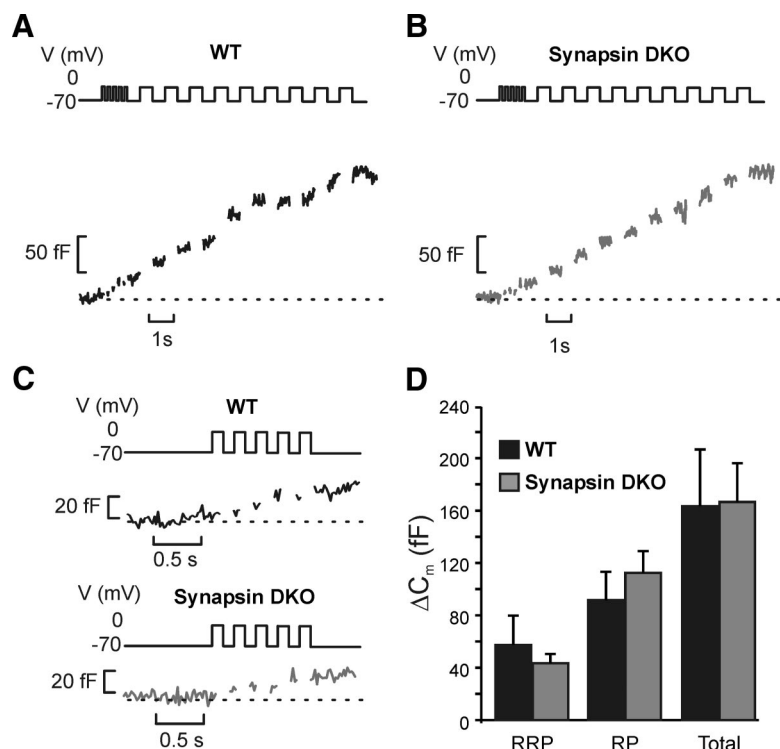 A
V (mV)
WT
0
-70
50 fF
1s
B
V (mV)
Synapsin DKO
0
-70
50 fF
1s
C
V (mV)
WT
0
-70
20 fF
0.5 s
Synapsin DKO
V (mV)
0
-70
20 fF
0.5 s
D
ΔCm (fF)
240
200
160
120
80
40
0
WT
Synapsin DKO
RRP RP Total